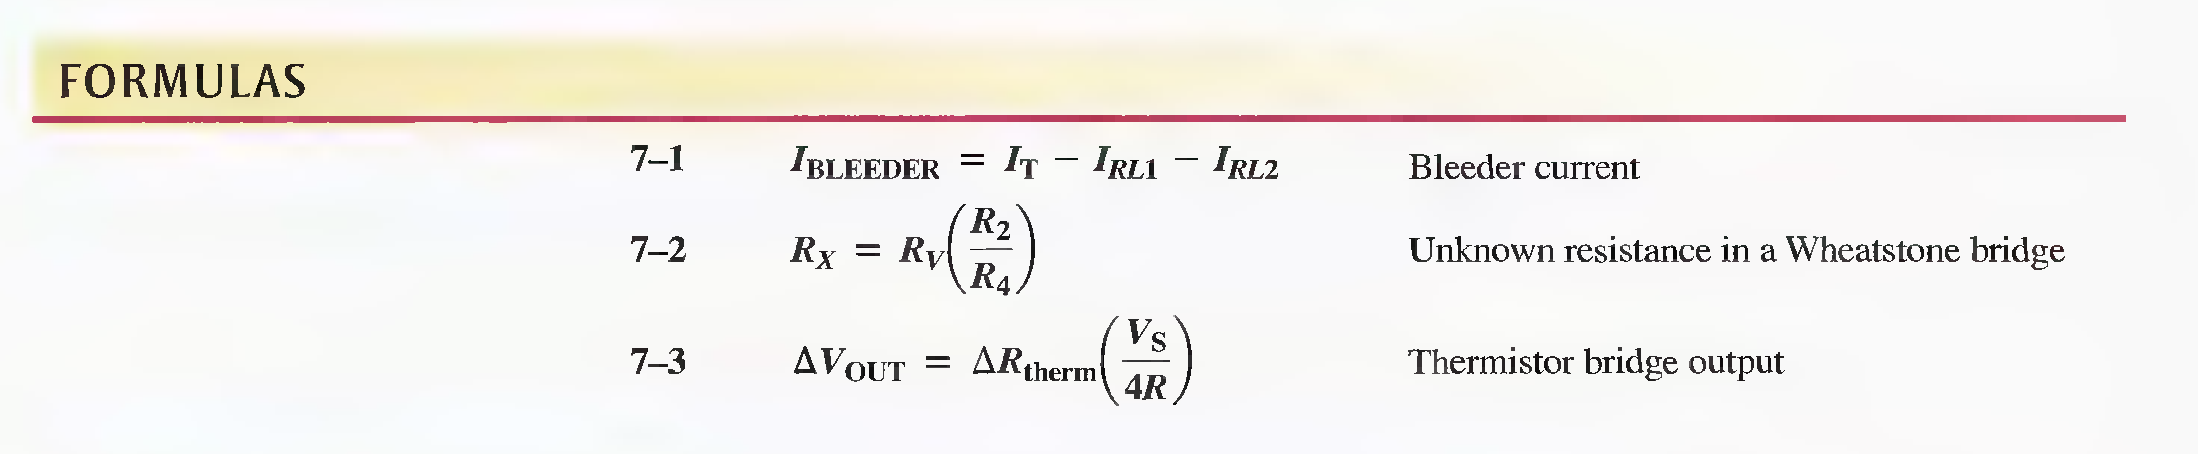 FORMULAS
7–1 I_BLEEDER = I_T − I_RL1 − I_RL2 Bleeder current
7–2 R_X = R_V(R_2/R_4) Unknown resistance in a Wheatstone bridge
7–3 ΔV_OUT = ΔR_therm(V_S/4R) Thermistor bridge output